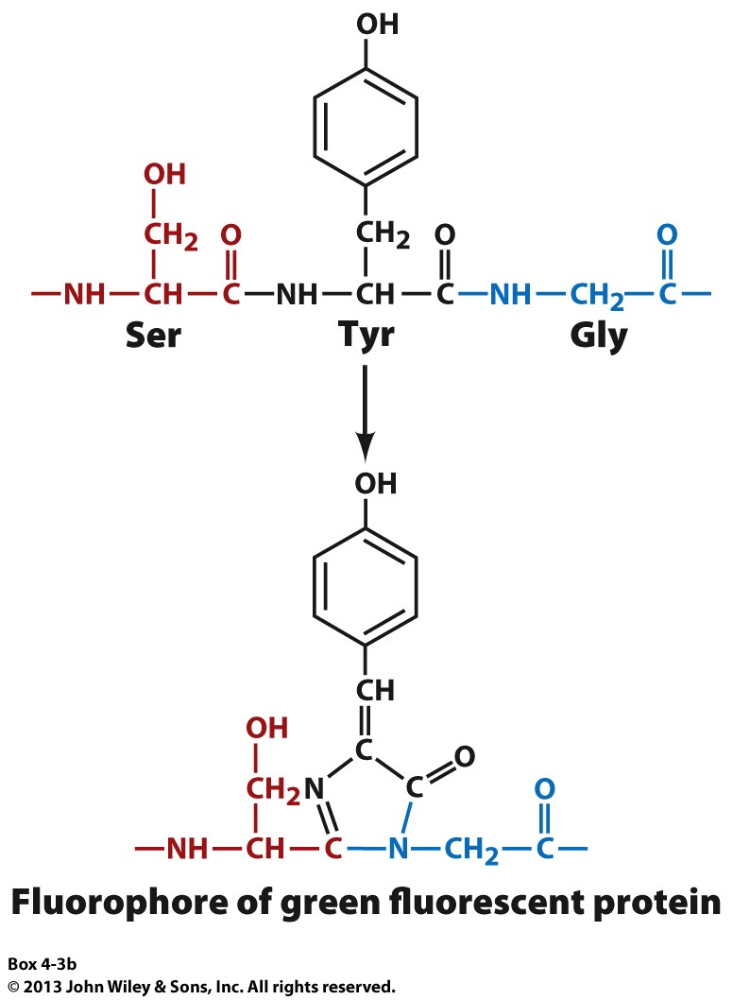 OH
OH
CH2 O CH2 O O
NH CH C NH CH C NH CH2 C
Ser Tyr Gly
OH
CH
OH
C O
CH2 N C O
NH CH C N CH2 C
Fluorophore of green fluorescent protein
Box 4-3b
© 2013 John Wiley & Sons, Inc. All rights reserved.